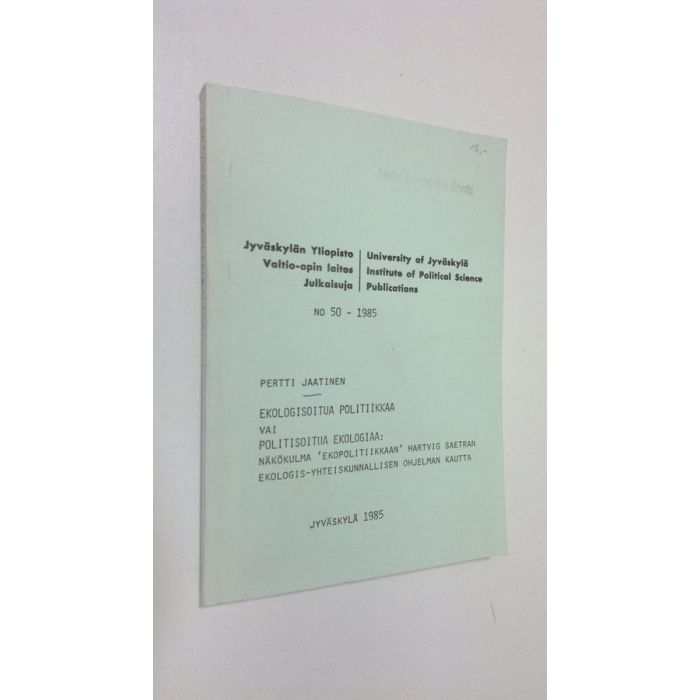 15,-
Jyväskylän Yliopisto
Valtio-opin laitos
Julkaisuja
University of Jyväskylä
Institute of Political Science
Publications
NO 50 - 1985
PERTTI JAATINEN
EKOLOGISOITUA POLITIIKKAA
VAI
POLITISOITUA EKOLOGIAA:
NÄKÖKULMA 'EKOPOLITIIKKAAN' HARTVIG SAETRAN
EKOLOGIS-YHTEISKUNNALLISEN OHJELMAN KAUTTA
JYVÄSKYLÄ 1985